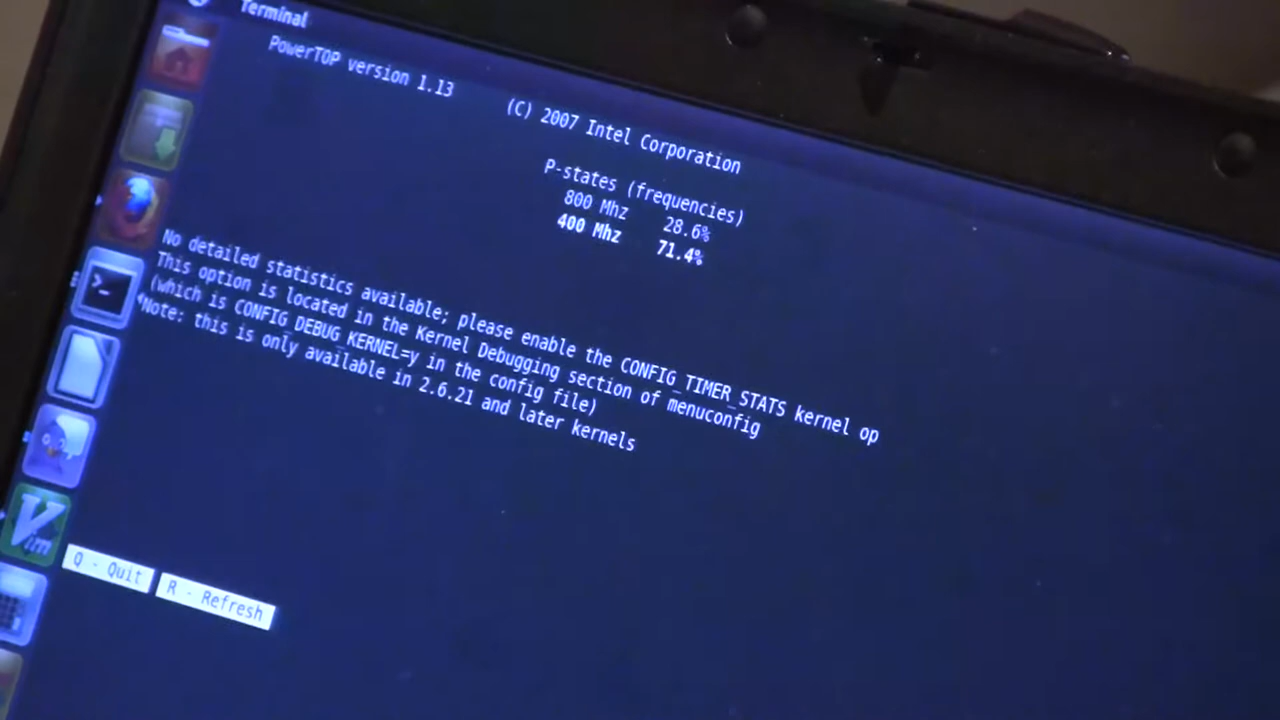 Terminal
PowerTOP version 1.13 (C) 2007 Intel Corporation
P-states (frequencies)
800 Mhz 28.6%
400 Mhz 71.4%
No detailed statistics available; please enable the CONFIG_TIMER_STATS kernel op
This option is located in the Kernel Debugging section of menuconfig
(which is CONFIG_DEBUG_KERNEL=y in the config file)
Note: this is only available in 2.6.21 and later kernels
Vim
Q - Quit R - Refresh